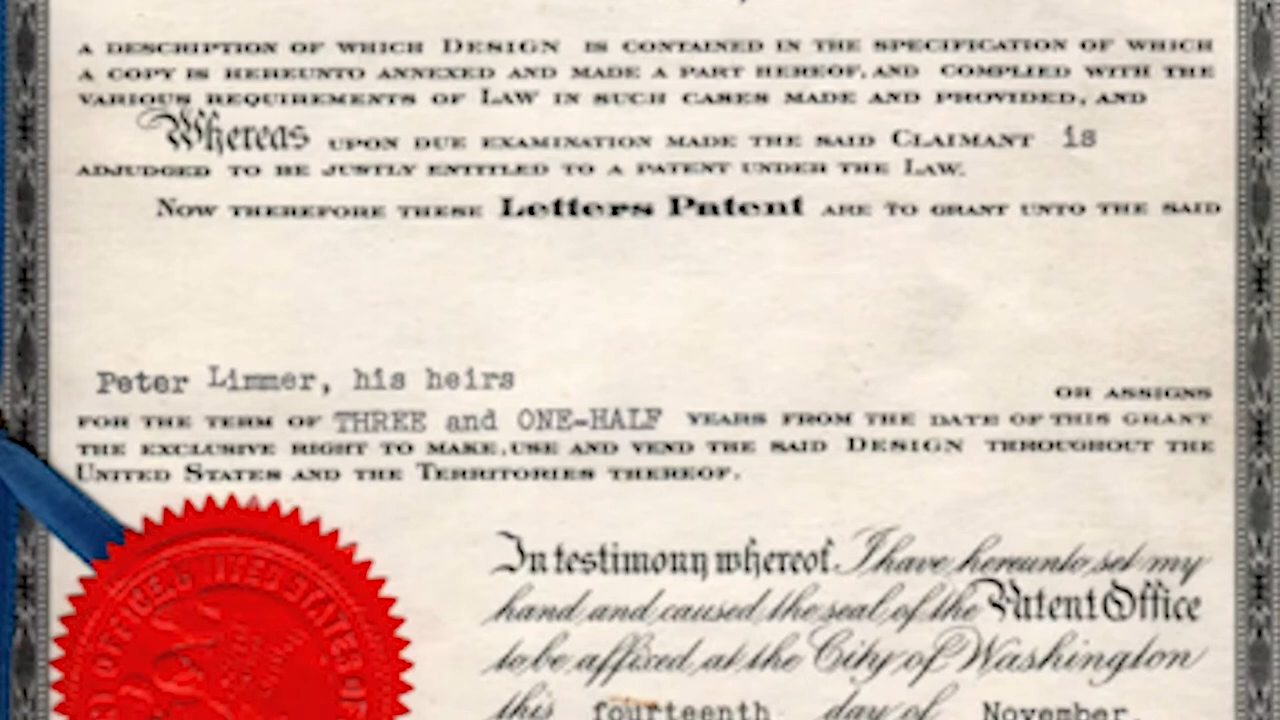 A DESCRIPTION OF WHICH DESIGN IS CONTAINED IN THE SPECIFICATION OF WHICH
A COPY IS HEREUNTO ANNEXED AND MADE A PART HEREOF, AND COMPLIED WITH THE
VARIOUS REQUIREMENTS OF LAW IN SUCH CASES MADE AND PROVIDED, AND
Whereas UPON DUE EXAMINATION MADE THE SAID CLAIMANT is
ADJUDGED TO BE JUSTLY ENTITLED TO A PATENT UNDER THE LAW.
NOW THEREFORE THESE Letters Patent ARE TO GRANT UNTO THE SAID
Peter Limmer, his heirs
OR ASSIGNS
FOR THE TERM OF THREE and ONE-HALF YEARS FROM THE DATE OF THIS GRANT
THE EXCLUSIVE RIGHT TO MAKE, USE AND VEND THE SAID DESIGN THROUGHOUT THE
UNITED STATES AND THE TERRITORIES THEREOF.
In testimony whereof I have hereunto set my
hand and caused the seal of the Patent Office
to be affixed at the City of Washington
this fourteenth day of November,
OFFICE, UNITED STATES OF